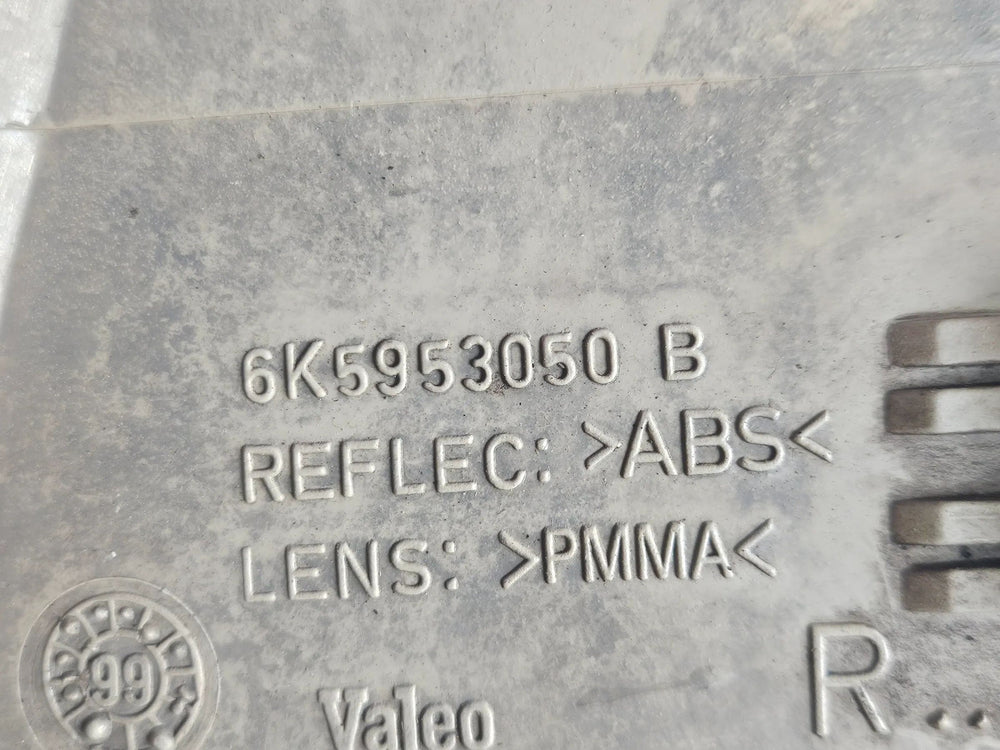 6K5953050 B
REFLEC: >ABS<
LENS: >PMMA<
99
Valeo
R..